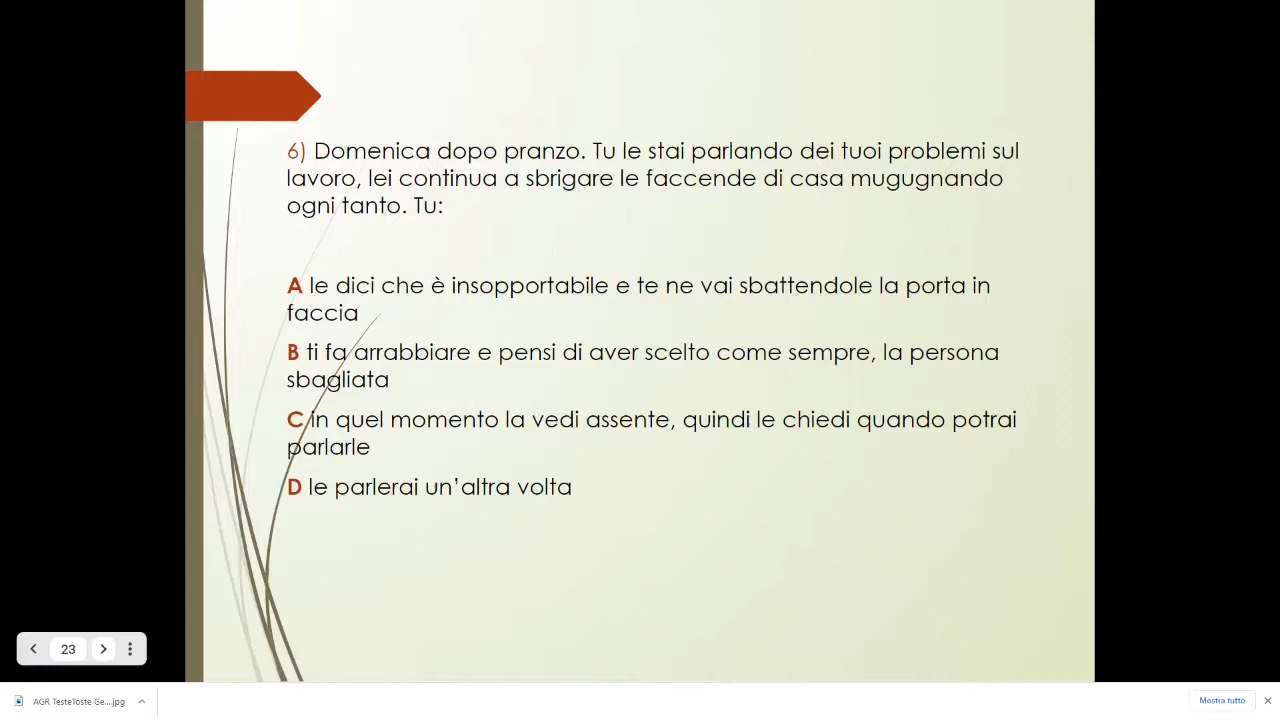 6) Domenica dopo pranzo. Tu le stai parlando dei tuoi problemi sul
lavoro, lei continua a sbrigare le faccende di casa mugugnando
ogni tanto. Tu:
A le dici che è insopportabile e te ne vai sbattendole la porta in
faccia
B ti fa arrabbiare e pensi di aver scelto come sempre, la persona
sbagliata
C in quel momento la vedi assente, quindi le chiedi quando potrai
parlarle
D le parlerai un’altra volta
23
AGR TesteToste Ge....jpg
Mostra tutto